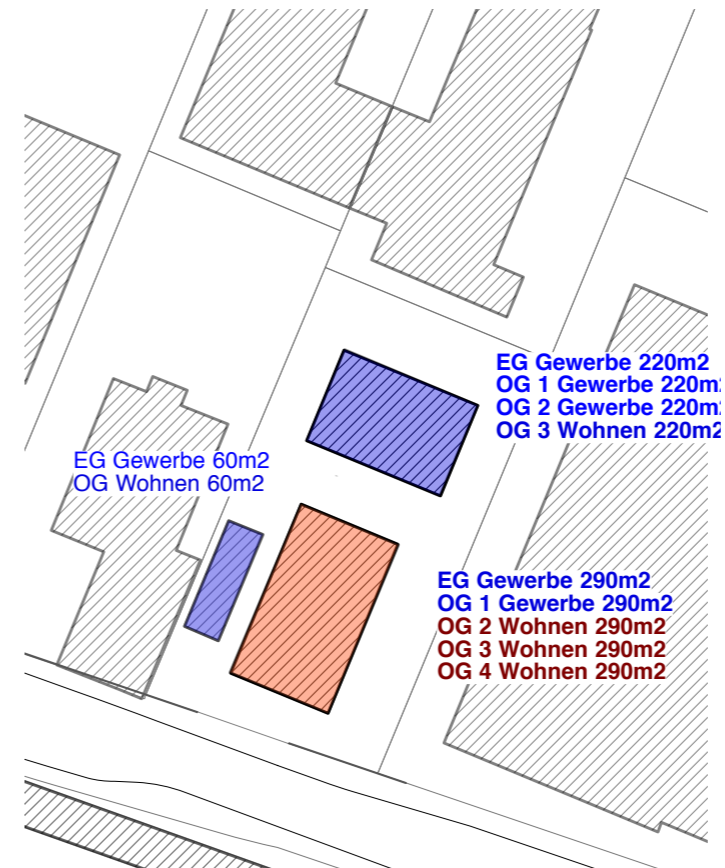 EG Gewerbe 220m2
OG 1 Gewerbe 220m2
OG 2 Gewerbe 220m2
OG 3 Wohnen 220m2
EG Gewerbe 60m2
OG Wohnen 60m2
EG Gewerbe 290m2
OG 1 Gewerbe 290m2
OG 2 Wohnen 290m2
OG 3 Wohnen 290m2
OG 4 Wohnen 290m2